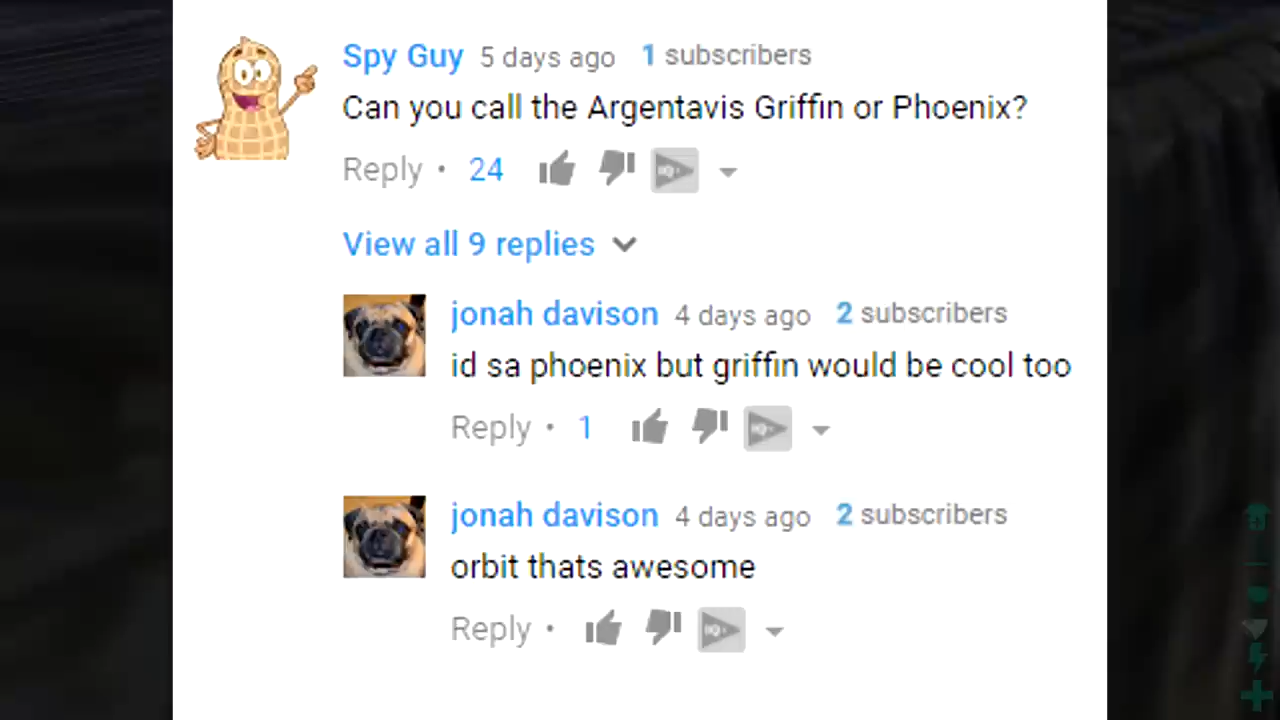 Spy Guy 5 days ago 1 subscribers
Can you call the Argentavis Griffin or Phoenix?
Reply • 24
View all 9 replies
jonah davison 4 days ago 2 subscribers
id sa phoenix but griffin would be cool too
Reply • 1
jonah davison 4 days ago 2 subscribers
orbit thats awesome
Reply •